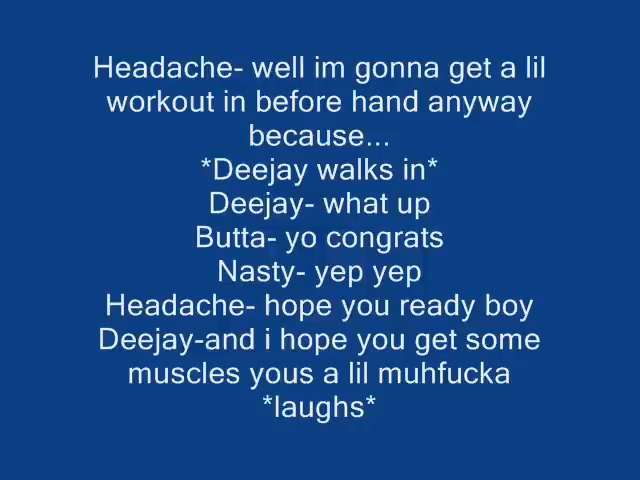 Headache- well im gonna get a lil
workout in before hand anyway
because...
*Deejay walks in*
Deejay- what up
Butta- yo congrats
Nasty- yep yep
Headache- hope you ready boy
Deejay-and i hope you get some
muscles yous a lil muhfucka
*laughs*